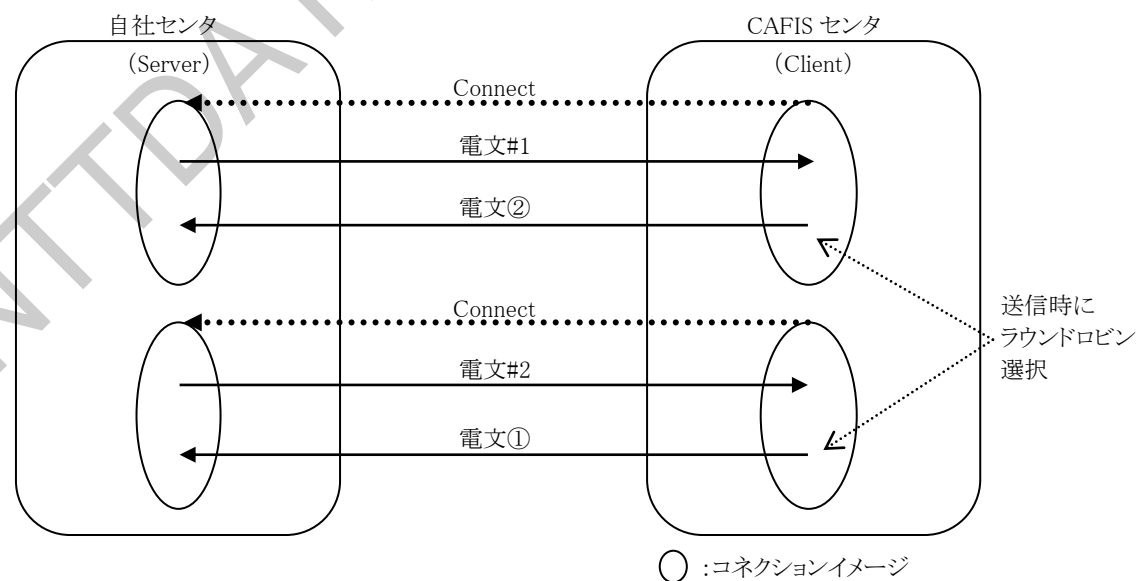 自社センタ
(Server)
CAFIS センタ
(Client)
Connect
電文#1
電文②
Connect
電文#2
電文①
送信時に
ラウンドロビン
選択
:コネクションイメージ
NTTDATA